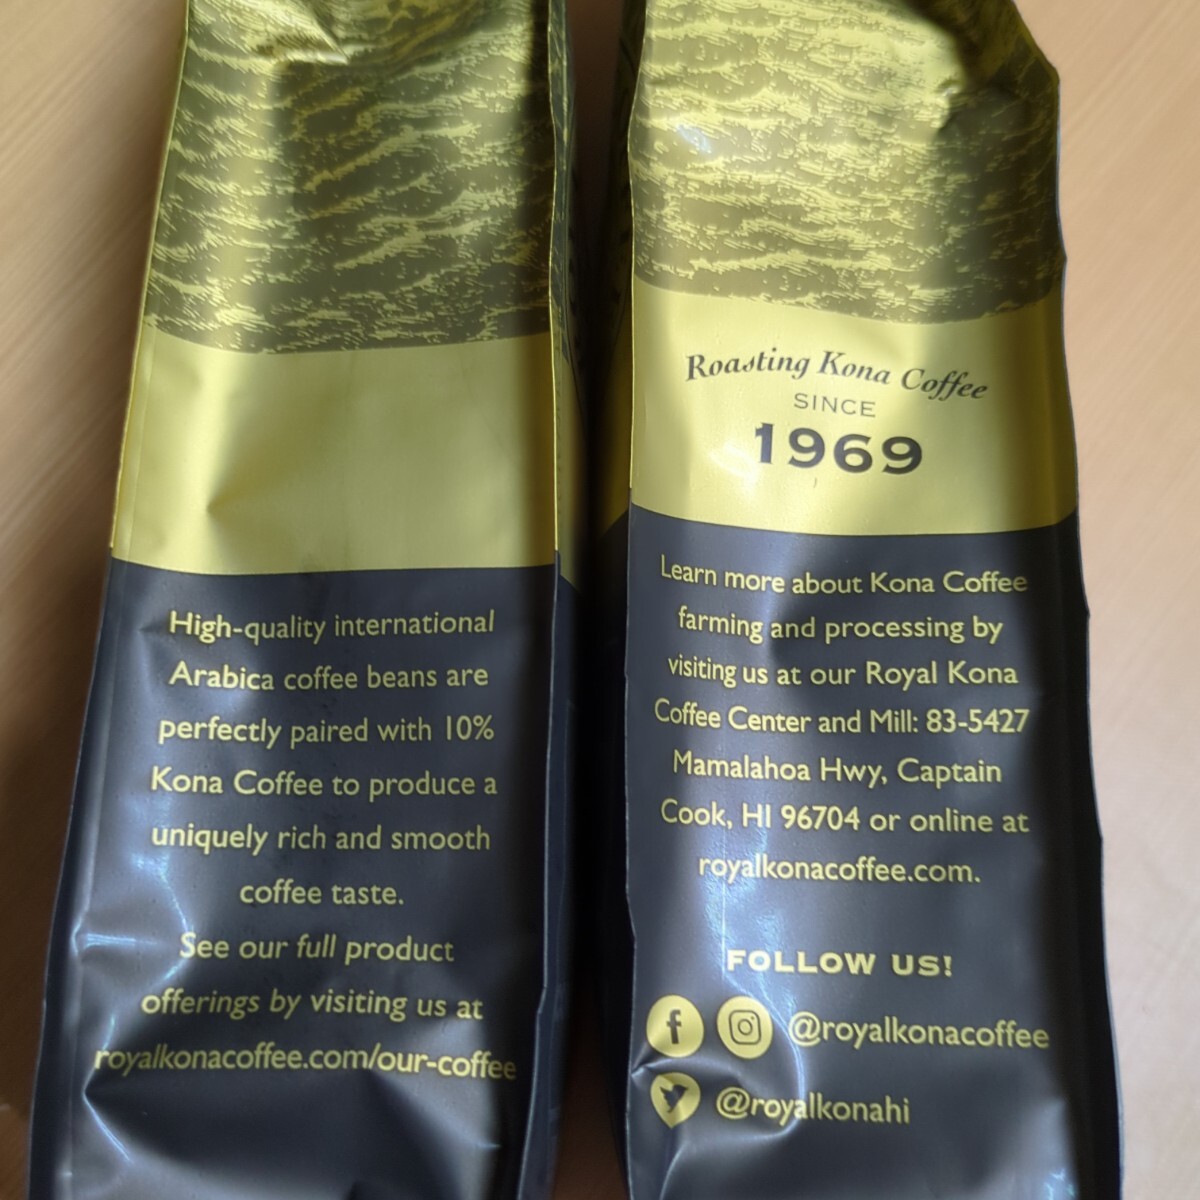 High-quality international
Arabica coffee beans are
perfectly paired with 10%
Kona Coffee to produce a
uniquely rich and smooth
coffee taste.
See our full product
offerings by visiting us at
royalkonacoffee.com/our-coffee
Roasting Kona Coffee
SINCE
1969
Learn more about Kona Coffee
farming and processing by
visiting us at our Royal Kona
Coffee Center and Mill: 83-5427
Mamalahoa Hwy, Captain
Cook, HI 96704 or online at
royalkonacoffee.com.
FOLLOW US!
@royalkonacoffee
@royalkonahi